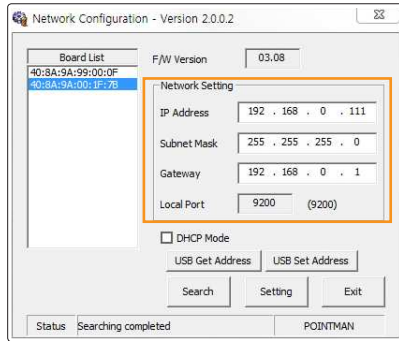 Network Configuration - Version 2.0.0.2
Board List
40:8A:9A:99:00:0F
40:8A:9A:00:1F:7B
F/W Version 03.08
Network Setting
IP Address 192 . 168 . 0 . 111
Subnet Mask 255 . 255 . 255 . 0
Gateway 192 . 168 . 0 . 1
Local Port 9200 (9200)
DHCP Mode
USB Get Address USB Set Address
Search Setting Exit
Status Searching completed POINTMAN